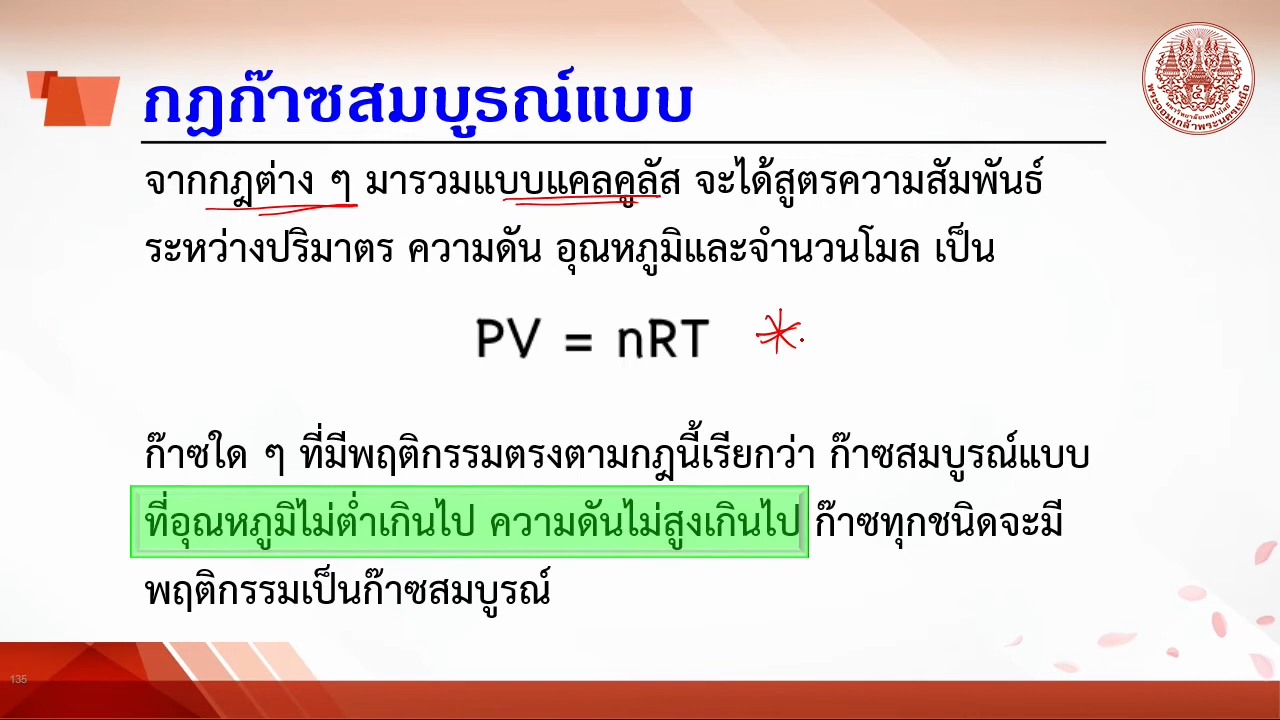 กฏก๊าซสมบูรณ์แบบ
จากกฎต่าง ๆ มารวมแบบแคลคูลัส จะได้สูตรความสัมพันธ์
ระหว่างปริมาตร ความดัน อุณหภูมิและจำนวนโมล เป็น
PV = nRT *
ก๊าซใด ๆ ที่มีพฤติกรรมตรงตามกฎนี้เรียกว่า ก๊าซสมบูรณ์แบบ
ที่อุณหภูมิไม่ต่ำเกินไป ความดันไม่สูงเกินไป ก๊าซทุกชนิดจะมี
พฤติกรรมเป็นก๊าซสมบูรณ์
135